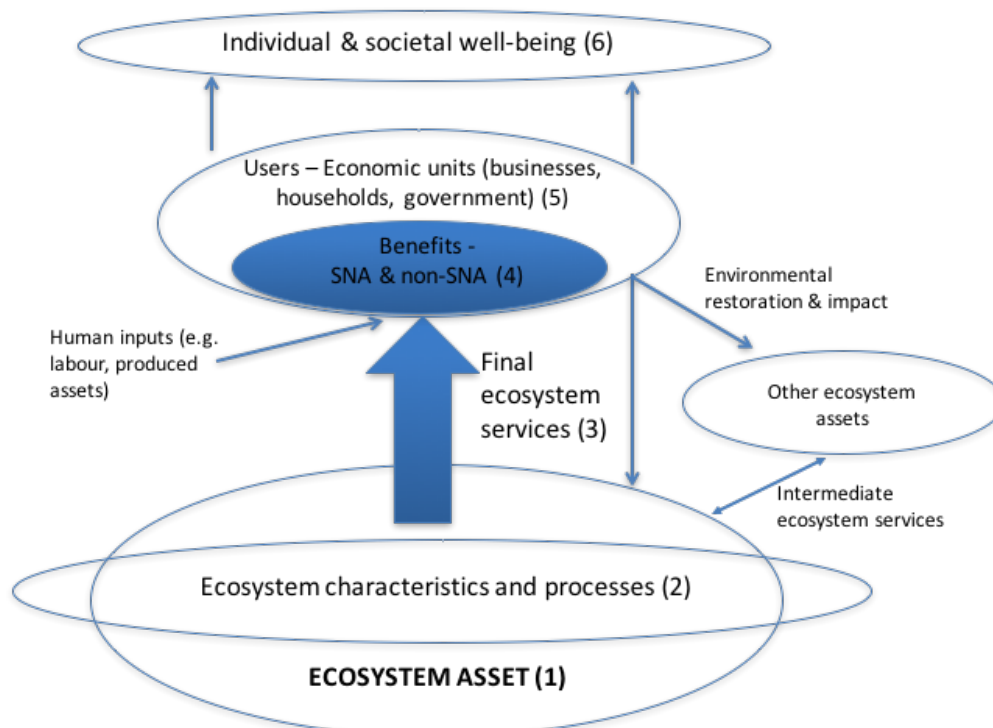 Individual & societal well-being (6)
Users – Economic units (businesses,
households, government) (5)
Benefits -
SNA & non-SNA (4)
Environmental
restoration & impact
Human inputs (e.g.
labour, produced
assets)
Final
ecosystem
services (3)
Other ecosystem
assets
Intermediate
ecosystem services
Ecosystem characteristics and processes (2)
ECOSYSTEM ASSET (1)